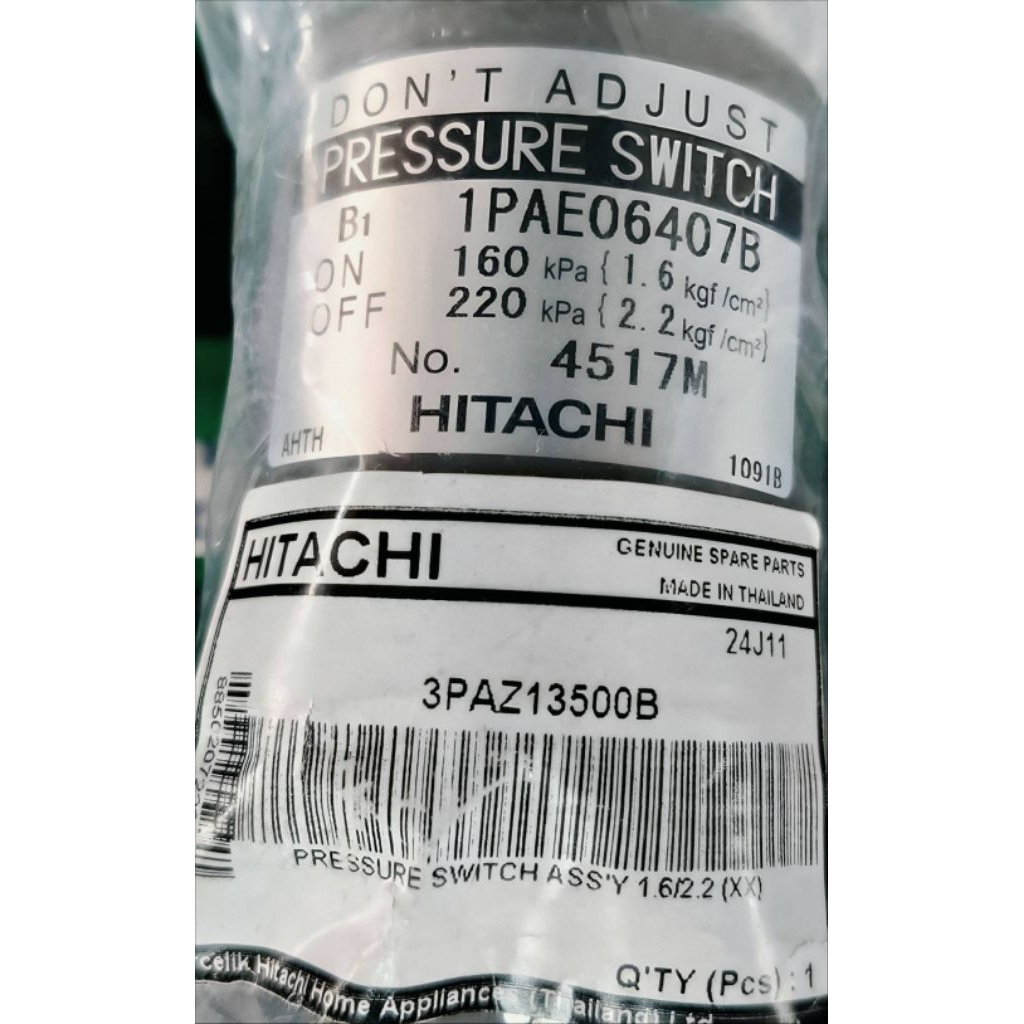 DON'T ADJUST
PRESSURE SWITCH
B1 1PAE06407B
ON 160 kPa { 1. 6 kgf/cm²}
OFF 220 kPa { 2. 2 kgf/cm²}
No. 4517M
HITACHI
AHTH 1091B
HITACHI GENUINE SPARE PARTS
MADE IN THAILAND
24J11
3PAZ13500B
PRESSURE SWITCH ASS'Y 1.6/2.2 (XX)
Q'TY (Pcs) : 1
Hitachi Home Appliances (Thailand) Ltd